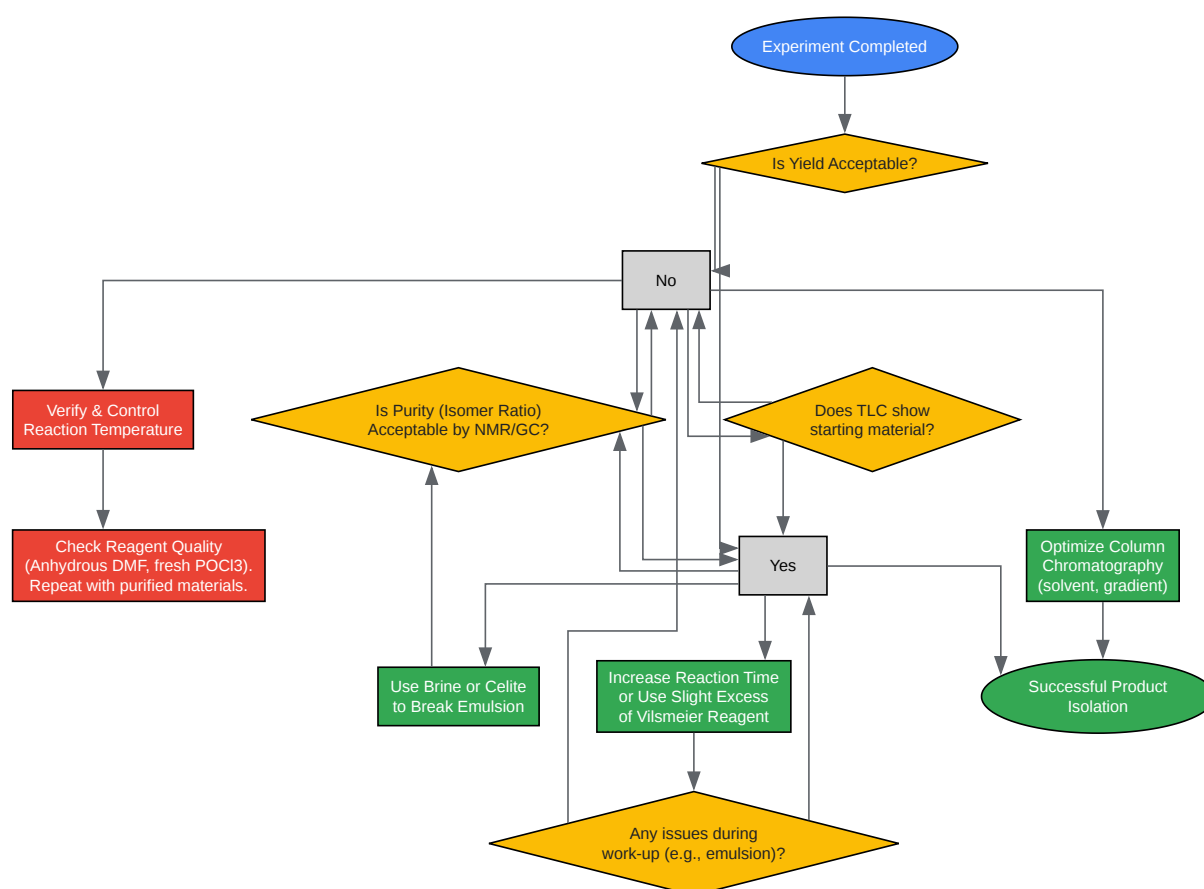 Experiment Completed
Is Yield Acceptable?
No
Verify & Control
Reaction Temperature
Is Purity (Isomer Ratio)
Acceptable by NMR/GC?
Does TLC show
starting material?
Check Reagent Quality
(Anhydrous DMF, fresh POCl3).
Repeat with purified materials.
Yes
Optimize Column
Chromatography
(solvent, gradient)
Use Brine or Celite
to Break Emulsion
Increase Reaction Time
or Use Slight Excess
of Vilsmeier Reagent
Successful Product
Isolation
Any issues during
work-up (e.g., emulsion)?